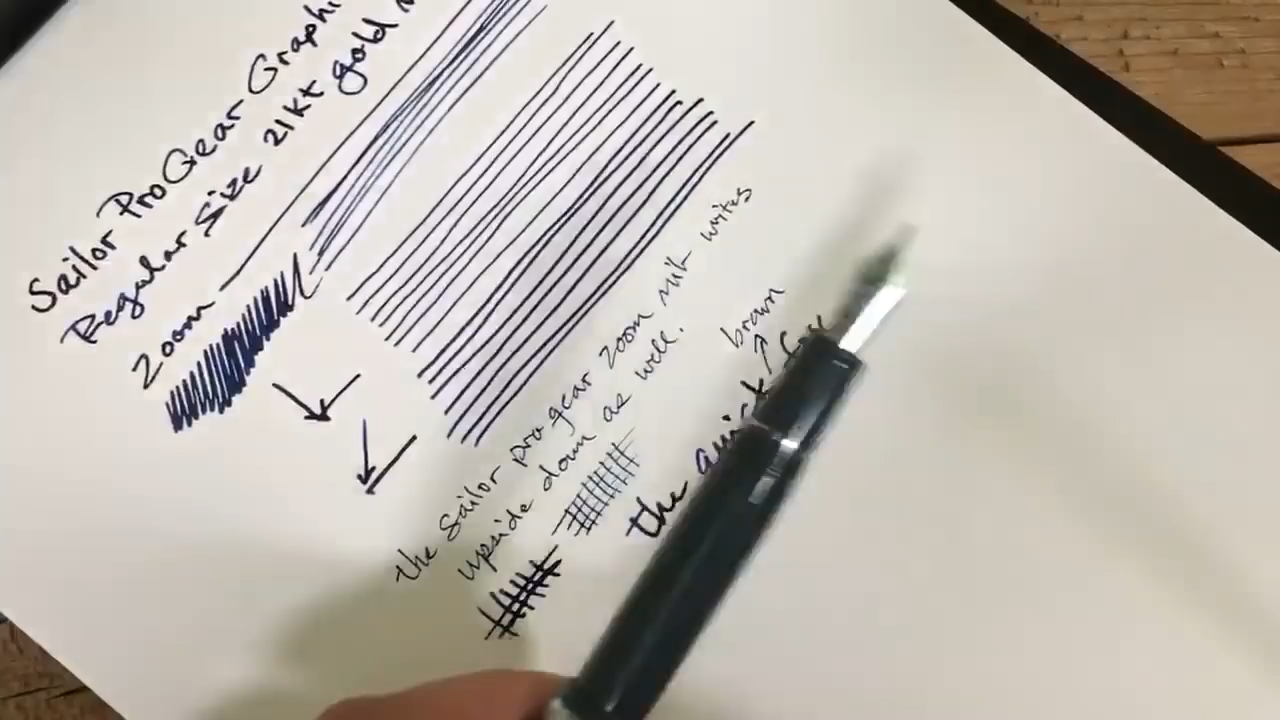 Sailor ProGear Graphi
Regular Size 21kt gold n
Zoom
the Sailor pro gear zoom nib writes
upside down as well.
brown
the quick fox